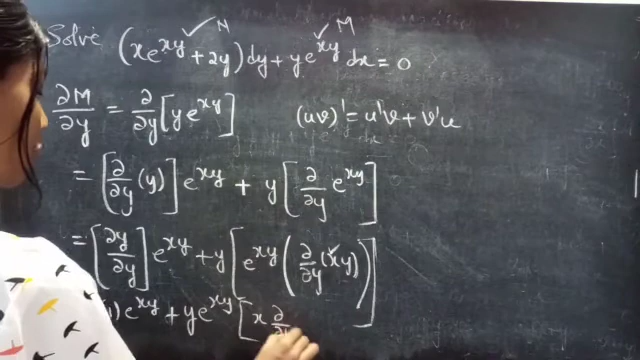 Solve (xe^{xy} + 2y) dy + ye^{xy} dx = 0
N M
∂M/∂y = ∂/∂y [ye^{xy}] (uv)' = u'v + v'u
= [∂/∂y (y)] e^{xy} + y [∂/∂y e^{xy}]
= [∂y/∂y] e^{xy} + y [e^{xy} (∂/∂y (xy))]
1) e^{xy} + ye^{xy} [x ∂/